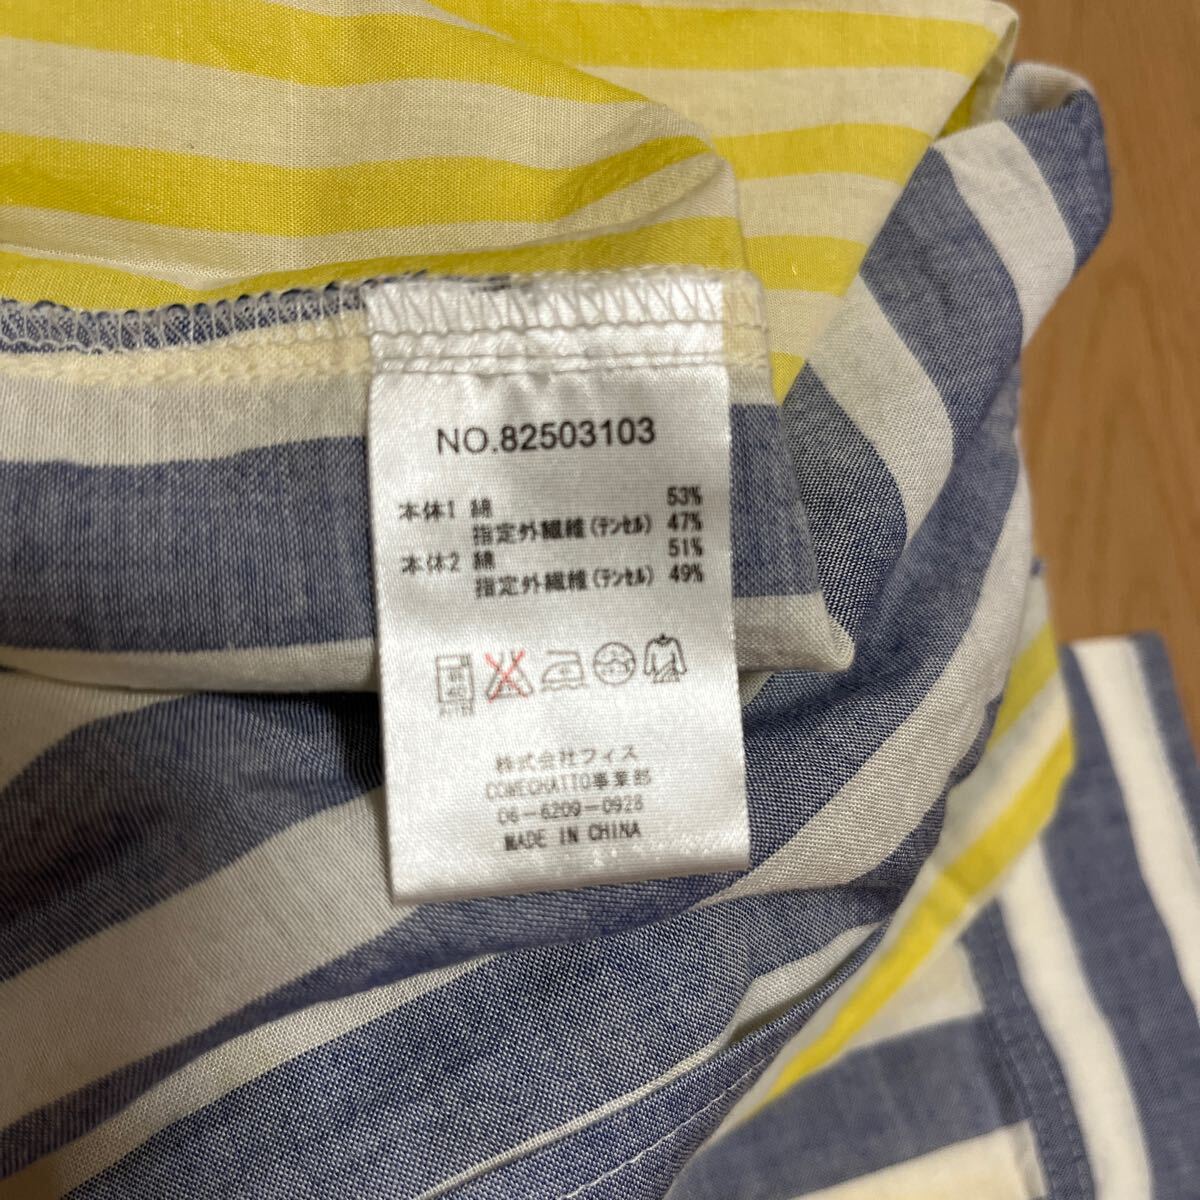 NO.82503103
本体1 綿 53%
指定外繊維(テンセル) 47%
本体2 綿 51%
指定外繊維(テンセル) 49%
株式会社フィス
COMECHATTO事業部
06-6209-0928
MADE IN CHINA